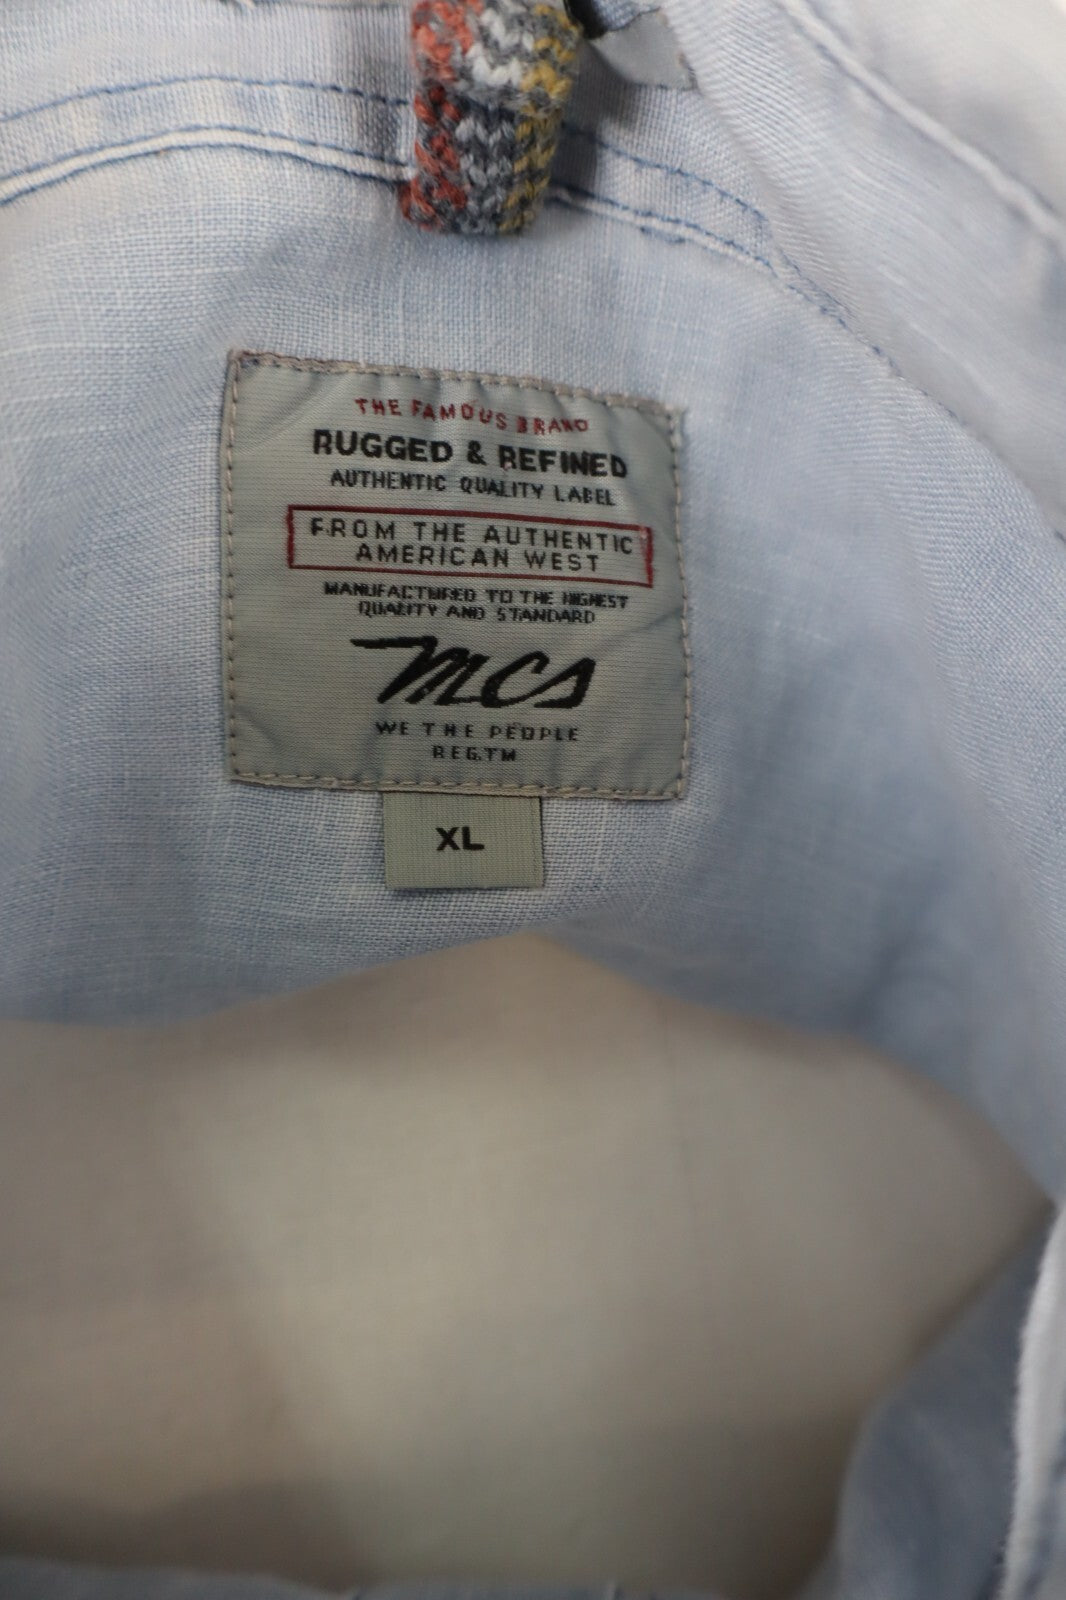 THE FAMOUS BRAND
RUGGED & REFINED
AUTHENTIC QUALITY LABEL
FROM THE AUTHENTIC
AMERICAN WEST
MANUFACTURED TO THE HIGHEST
QUALITY AND STANDARD
MCS
WE THE PEOPLE
REG.TM
XL